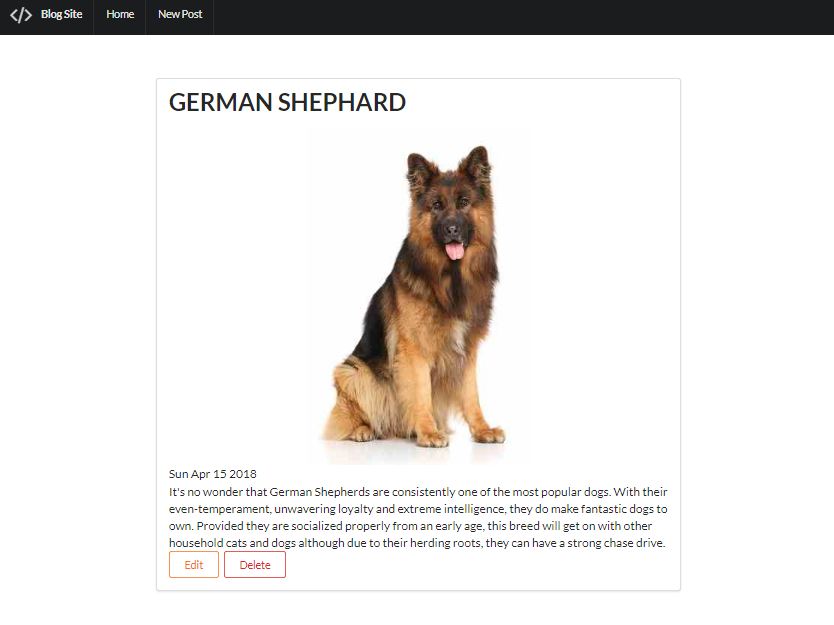 Blog Site Home New Post
GERMAN SHEPHARD
Sun Apr 15 2018
It's no wonder that German Shepherds are consistently one of the most popular dogs. With their
even-temperament, unwavering loyalty and extreme intelligence, they do make fantastic dogs to
own. Provided they are socialized properly from an early age, this breed will get on with other
household cats and dogs although due to their herding roots, they can have a strong chase drive.
Edit Delete